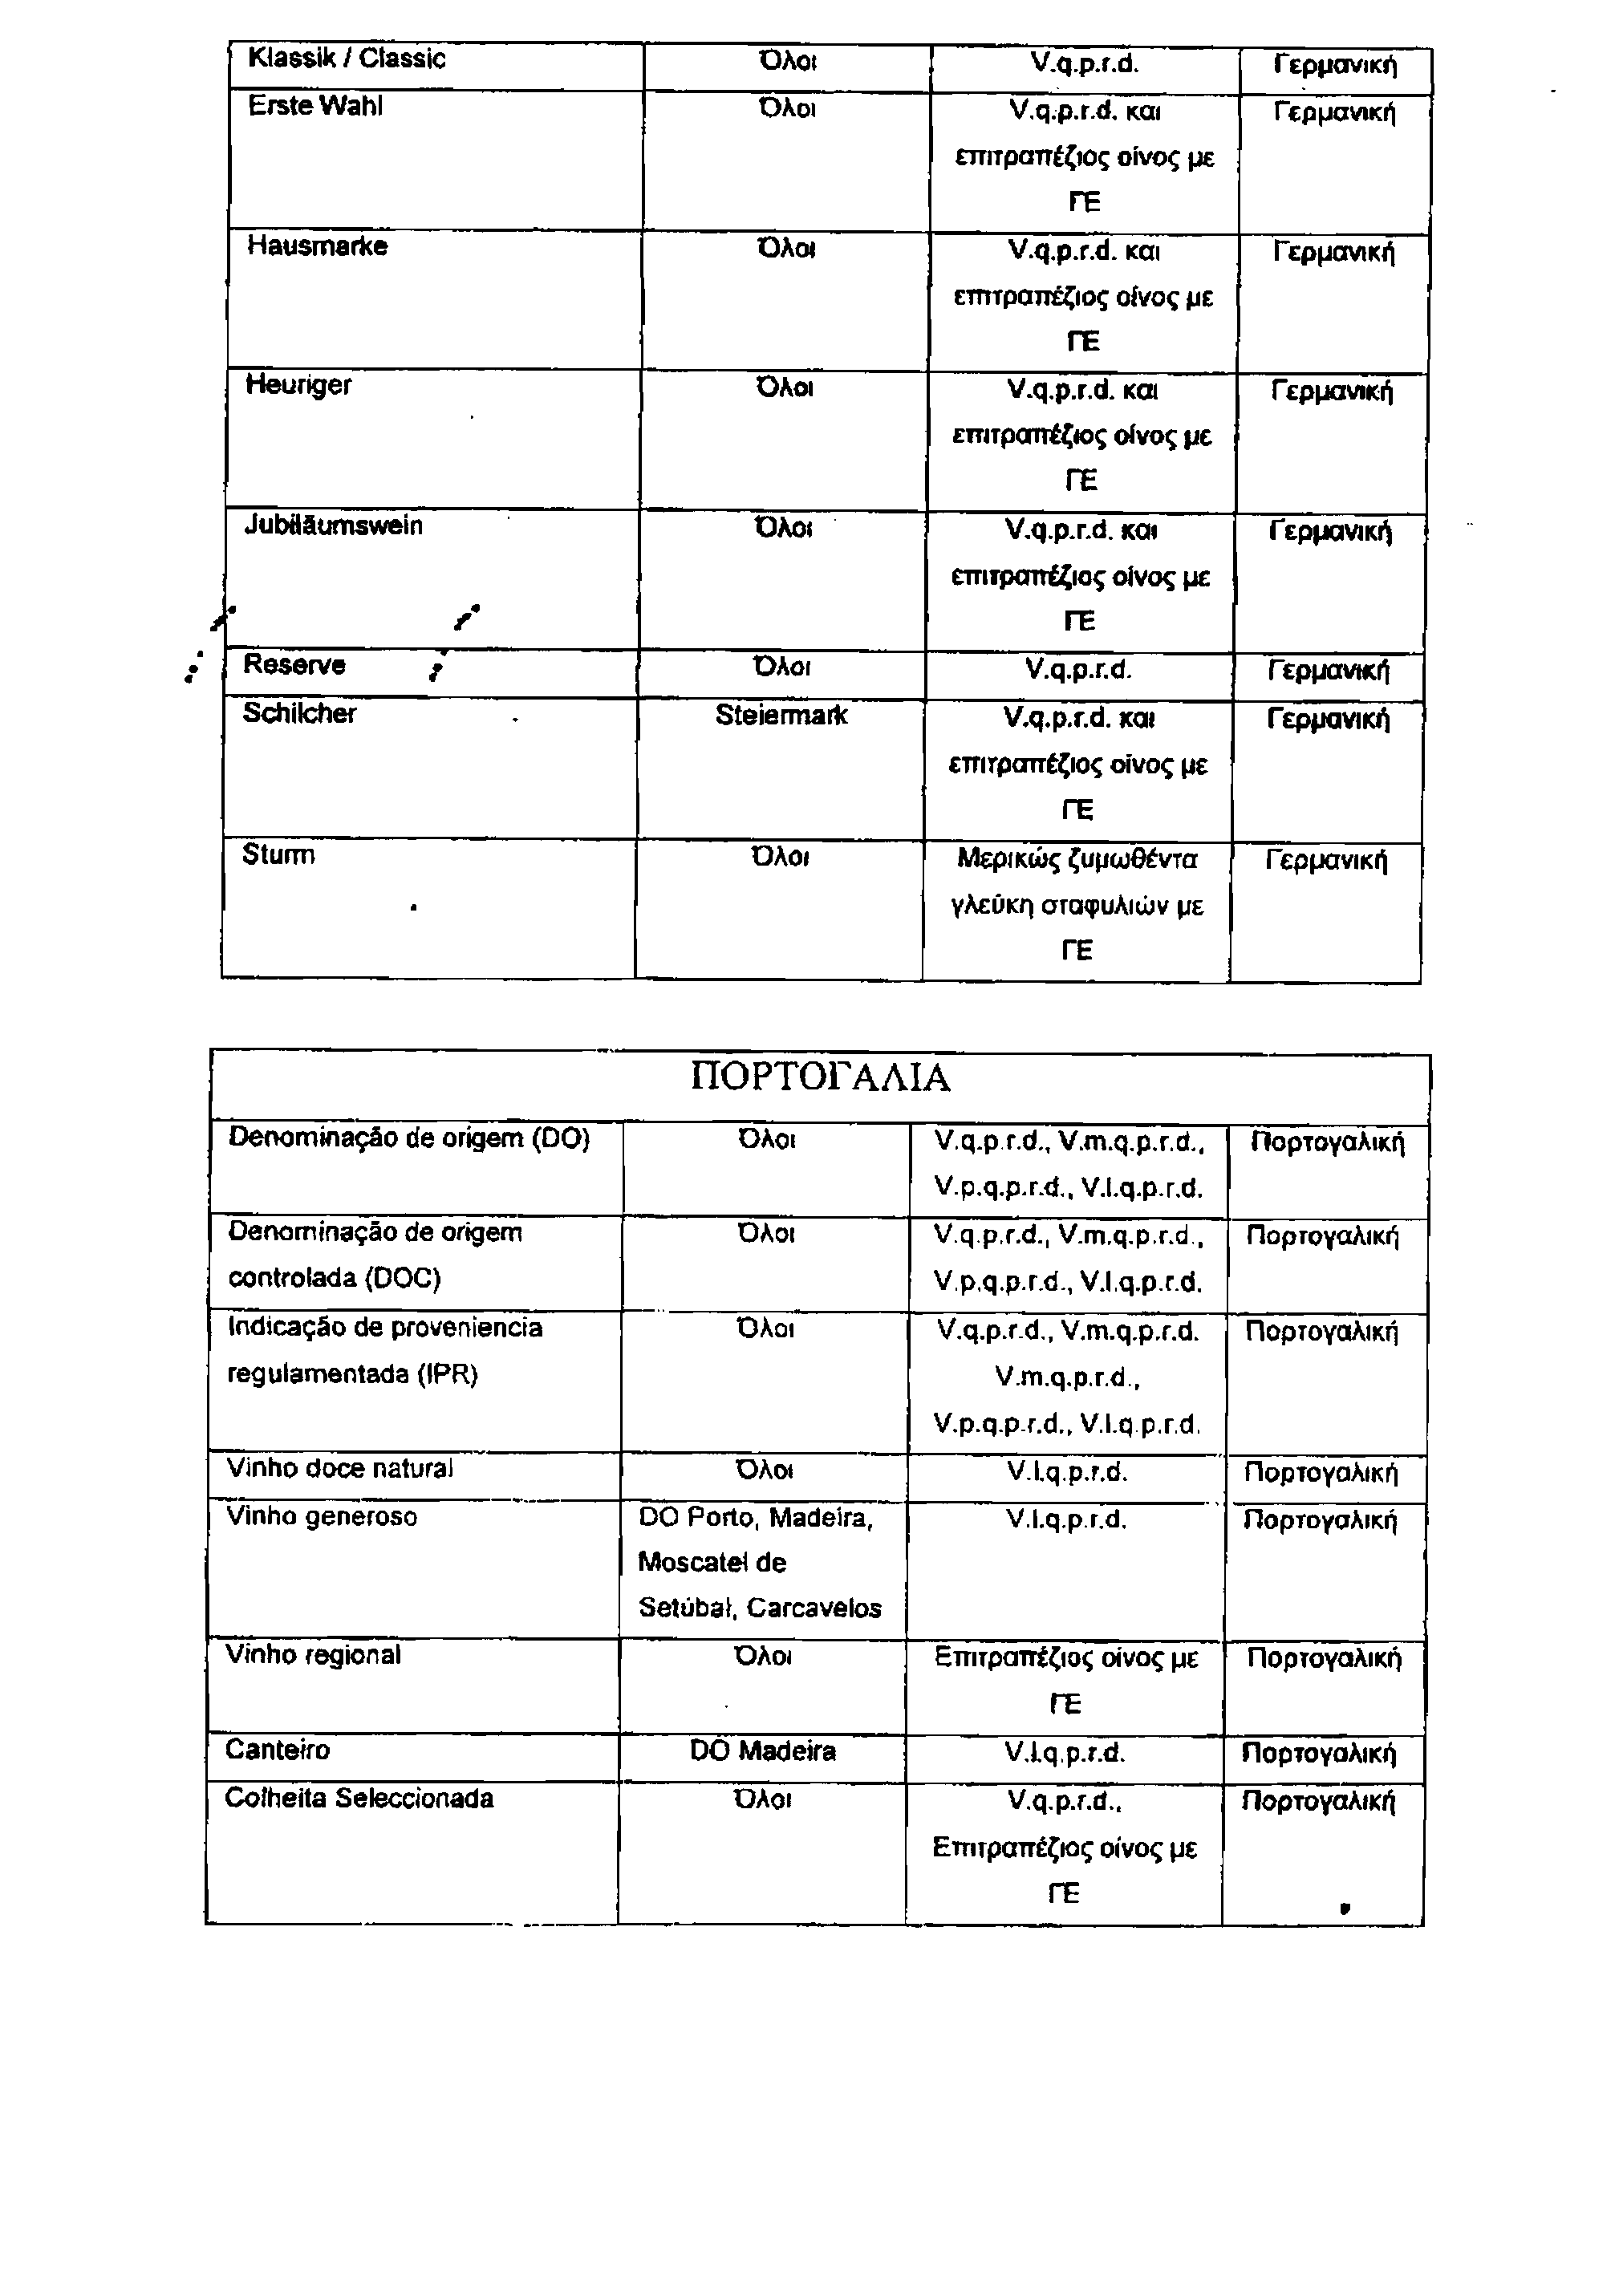 Klassik / Classic Όλοι V.q.p.r.d. Γερμανική
Erste Wahl Όλοι V.q.p.r.d. και Γερμανική
επιτραπέζιος οίνος με
ΓΕ
Hausmarke Όλοι V.q.p.r.d. και Γερμανική
επιτραπέζιος οίνος με
ΓΕ
Heuriger Όλοι V.q.p.r.d. και Γερμανική
επιτραπέζιος οίνος με
ΓΕ
Jubiläumswein Όλοι V.q.p.r.d. και Γερμανική
επιτραπέζιος οίνος με
ΓΕ
Reserve Όλοι V.q.p.r.d. Γερμανική
Schilcher Steiermark V.q.p.r.d. και Γερμανική
επιτραπέζιος οίνος με
ΓΕ
Sturm Όλοι Μερικώς ζυμωθέντα Γερμανική
γλεύκη σταφυλιών με
ΓΕ
ΠΟΡΤΟΓΑΛΙΑ
Denominação de origem (DO) Όλοι V.q.p.r.d., V.m.q.p.r.d., Πορτογαλική
V.p.q.p.r.d., V.l.q.p.r.d.
Denominação de origem Όλοι V.q.p.r.d., V.m.q.p.r.d., Πορτογαλική
controlada (DOC) V.p.q.p.r.d., V.l.q.p.r.d.
Indicação de proveniencia Όλοι V.q.p.r.d., V.m.q.p.r.d. Πορτογαλική
regulamentada (IPR) V.m.q.p.r.d.,
V.p.q.p.r.d., V.l.q.p.r.d.
Vinho doce natural Όλοι V.l.q.p.r.d. Πορτογαλική
Vinho generoso DO Porto, Madeira, V.l.q.p.r.d. Πορτογαλική
Moscatel de
Setúbal, Carcavelos
Vinho regional Όλοι Επιτραπέζιος οίνος με Πορτογαλική
ΓΕ
Canteiro DO Madeira V.l.q.p.r.d. Πορτογαλική
Colheita Seleccionada Όλοι V.q.p.r.d., Πορτογαλική
Επιτραπέζιος οίνος με
ΓΕ